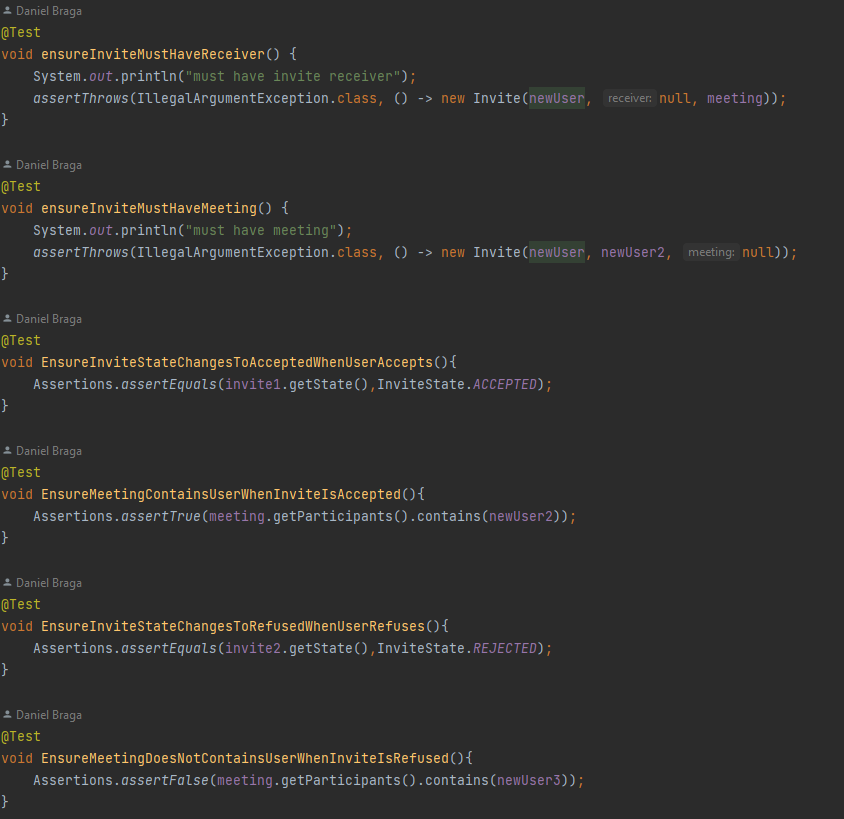 Daniel Braga
@Test
void ensureInviteMustHaveReceiver() {
    System.out.println("must have invite receiver");
    assertThrows(IllegalArgumentException.class, () -> new Invite(newUser, receiver: null, meeting));
}
Daniel Braga
@Test
void ensureInviteMustHaveMeeting() {
    System.out.println("must have meeting");
    assertThrows(IllegalArgumentException.class, () -> new Invite(newUser, newUser2, meeting: null));
}
Daniel Braga
@Test
void EnsureInviteStateChangesToAcceptedWhenUserAccepts(){
    Assertions.assertEquals(invite1.getState(),InviteState.ACCEPTED);
}
Daniel Braga
@Test
void EnsureMeetingContainsUserWhenInviteIsAccepted(){
    Assertions.assertTrue(meeting.getParticipants().contains(newUser2));
}
Daniel Braga
@Test
void EnsureInviteStateChangesToRefusedWhenUserRefuses(){
    Assertions.assertEquals(invite2.getState(),InviteState.REJECTED);
}
Daniel Braga
@Test
void EnsureMeetingDoesNotContainsUserWhenInviteIsRefused(){
    Assertions.assertFalse(meeting.getParticipants().contains(newUser3));
}